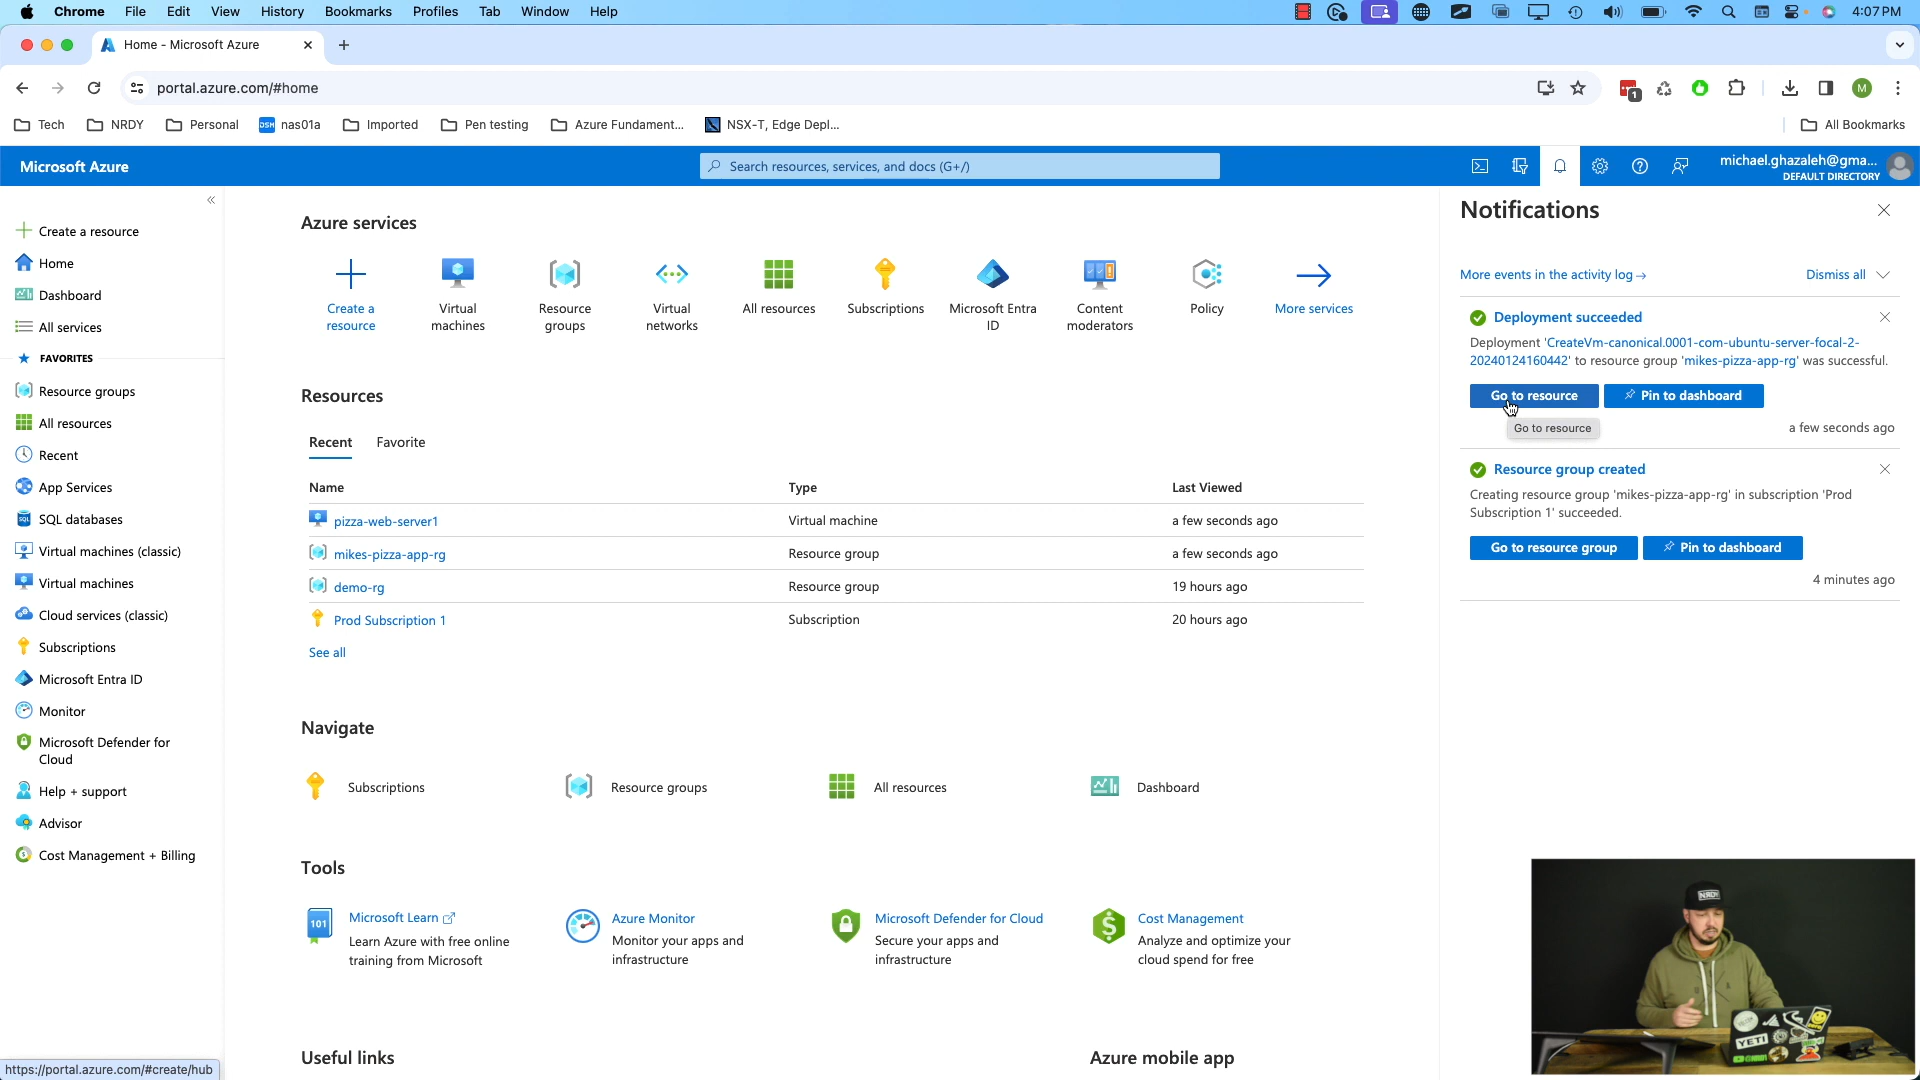 Chrome File Edit View History Bookmarks Profiles Tab Window Help 4:07 PM
Home - Microsoft Azure
portal.azure.com/#home
1
M
Tech NRDY Personal DSM nas01a Imported Pen testing Azure Fundament... NSX-T, Edge Depl... All Bookmarks
Microsoft Azure
Search resources, services, and docs (G+/)
michael.ghazaleh@gma...
DEFAULT DIRECTORY
«
Create a resource
Home
Dashboard
All services
FAVORITES
Resource groups
All resources
Recent
App Services
SQL databases
Virtual machines (classic)
Virtual machines
Cloud services (classic)
Subscriptions
Microsoft Entra ID
Monitor
Microsoft Defender for
Cloud
Help + support
Advisor
Cost Management + Billing
https://portal.azure.com/#create/hub
Azure services
Create a
resource
Virtual
machines
Resource
groups
Virtual
networks
All resources
Subscriptions
Microsoft Entra
ID
Content
moderators
Policy
More services
Resources
Recent Favorite
Name Type Last Viewed
pizza-web-server1 Virtual machine a few seconds ago
mikes-pizza-app-rg Resource group a few seconds ago
demo-rg Resource group 19 hours ago
Prod Subscription 1 Subscription 20 hours ago
See all
Navigate
Subscriptions Resource groups All resources Dashboard
Tools
101
Microsoft Learn
Learn Azure with free online
training from Microsoft
Azure Monitor
Monitor your apps and
infrastructure
Microsoft Defender for Cloud
Secure your apps and
infrastructure
Cost Management
Analyze and optimize your
cloud spend for free
Useful links
Azure mobile app
Notifications
More events in the activity log →
Dismiss all
Deployment succeeded
Deployment 'CreateVm-canonical.0001-com-ubuntu-server-focal-2-
20240124160442' to resource group 'mikes-pizza-app-rg' was successful.
Go to resource Pin to dashboard
Go to resource
a few seconds ago
Resource group created
Creating resource group 'mikes-pizza-app-rg' in subscription 'Prod
Subscription 1' succeeded.
Go to resource group Pin to dashboard
4 minutes ago
NRDY
YETI